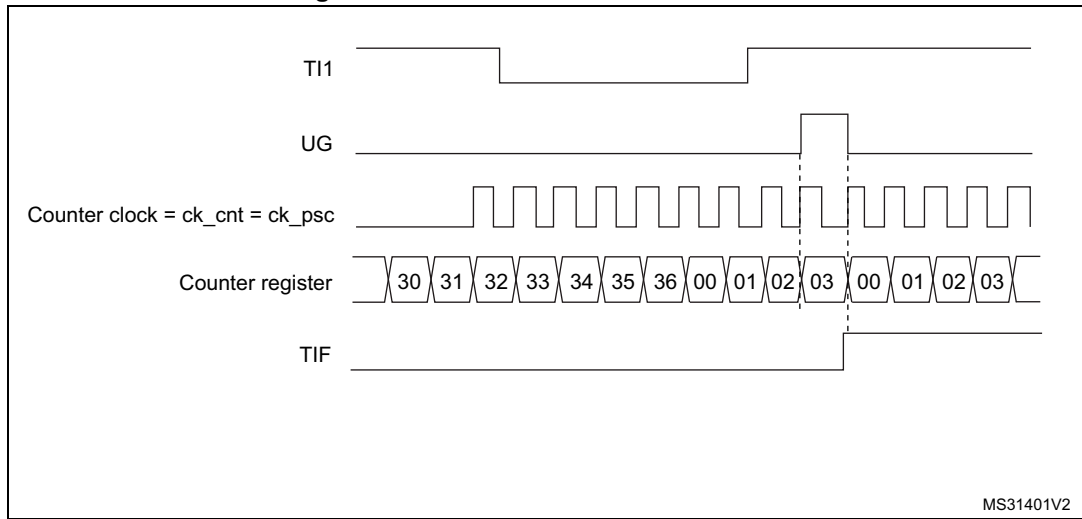 TI1
UG
Counter clock = ck_cnt = ck_psc
Counter register 30 31 32 33 34 35 36 00 01 02 03 00 01 02 03
TIF
MS31401V2